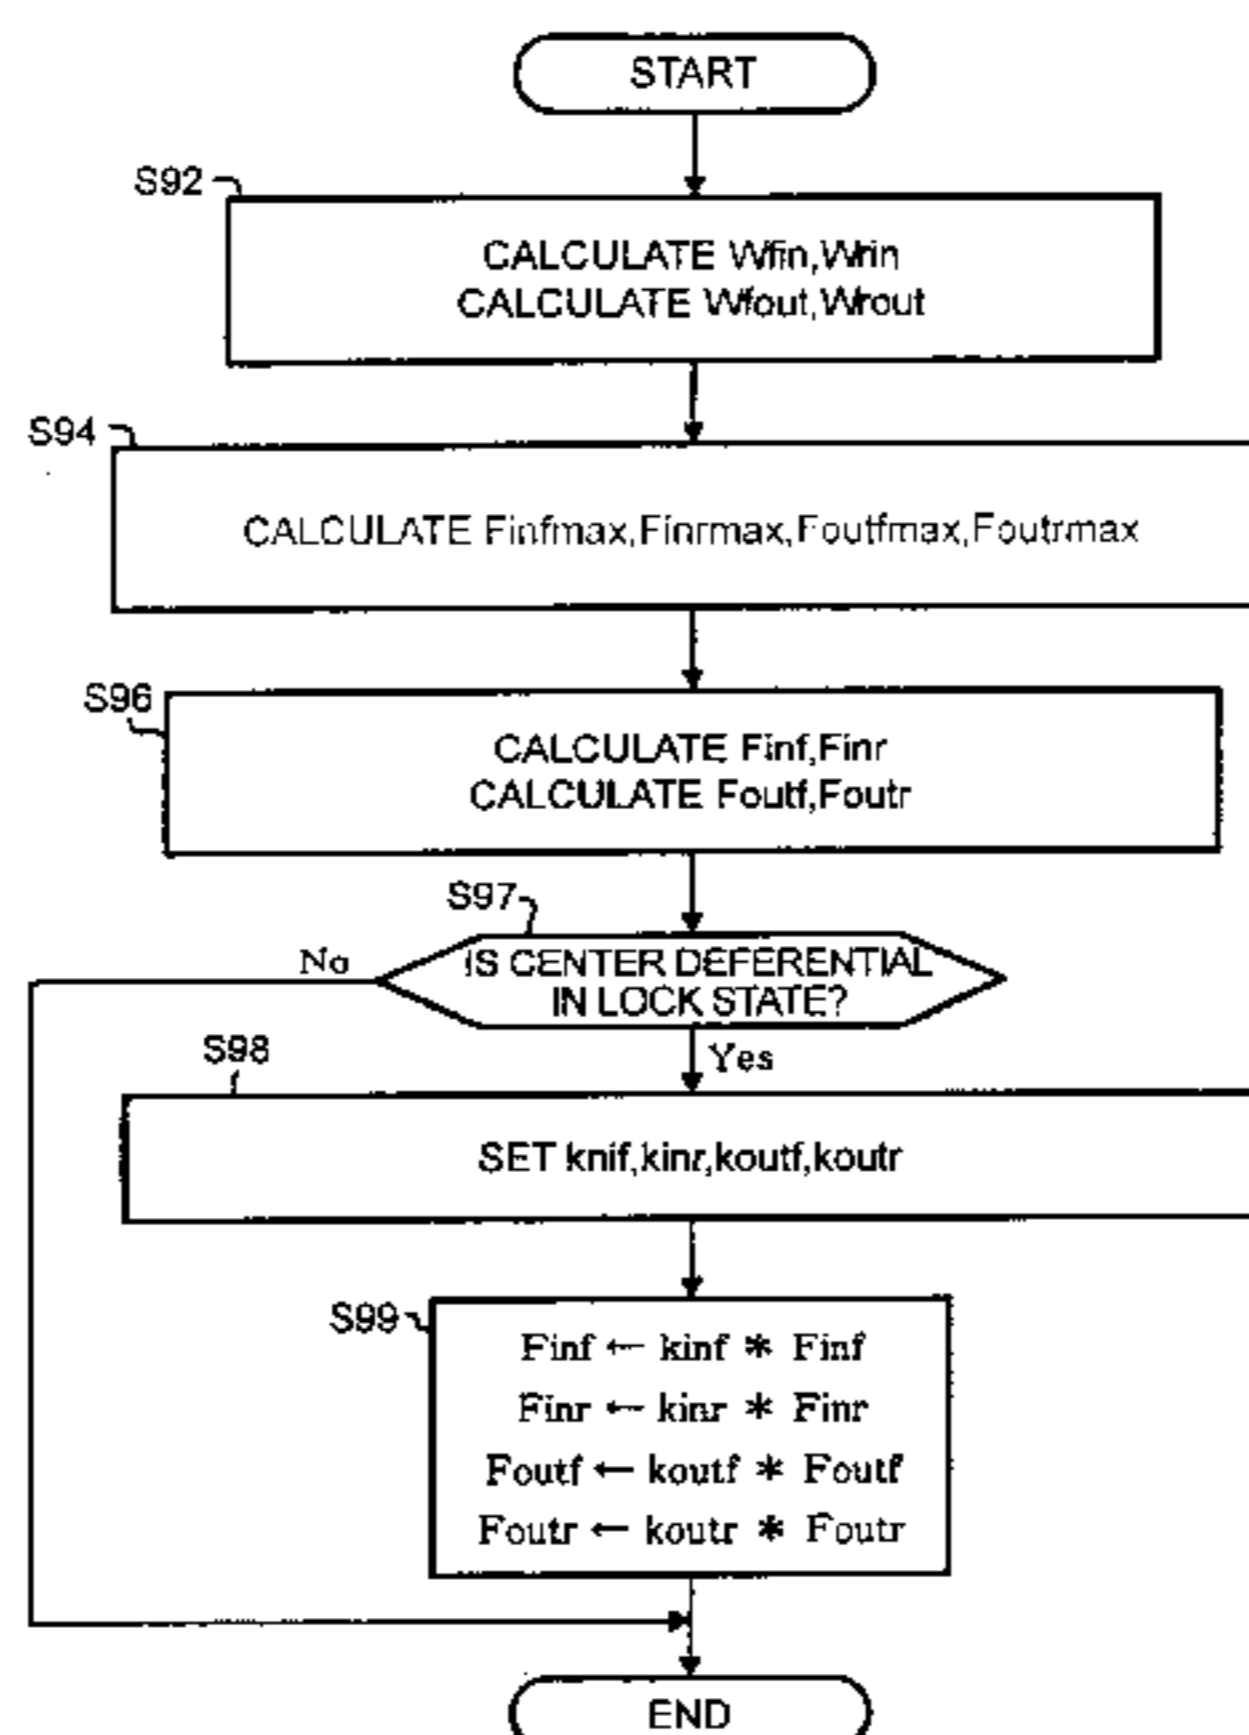 START
S92
CALCULATE Wfin,Wrin
CALCULATE Wfout,Wrout
S94
CALCULATE Finfmax,Finrmax,Foutfmax,Foutrmax
S96
CALCULATE Finf,Finr
CALCULATE Foutf,Foutr
S97
No
IS CENTER DEFERENTIAL
IN LOCK STATE?
Yes
S98
SET knif,kinr,koutf,koutr
S99
Finf ← kinf * Finf
Finr ← kinr * Finr
Foutf ← koutf * Foutf
Foutr ← koutr * Foutr
END